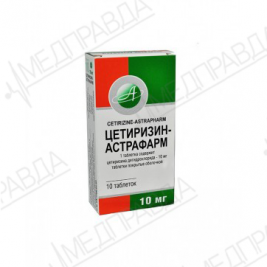 МЕДПРАВДА
CETIRIZINE-ASTRAPHARM
ЦЕТИРИЗИН-
АСТРАФАРМ
1 таблетка содержит
цетиризина дигидрохлорида - 10 мг
таблетки покрытые оболочкой
10 таблеток
10 мг